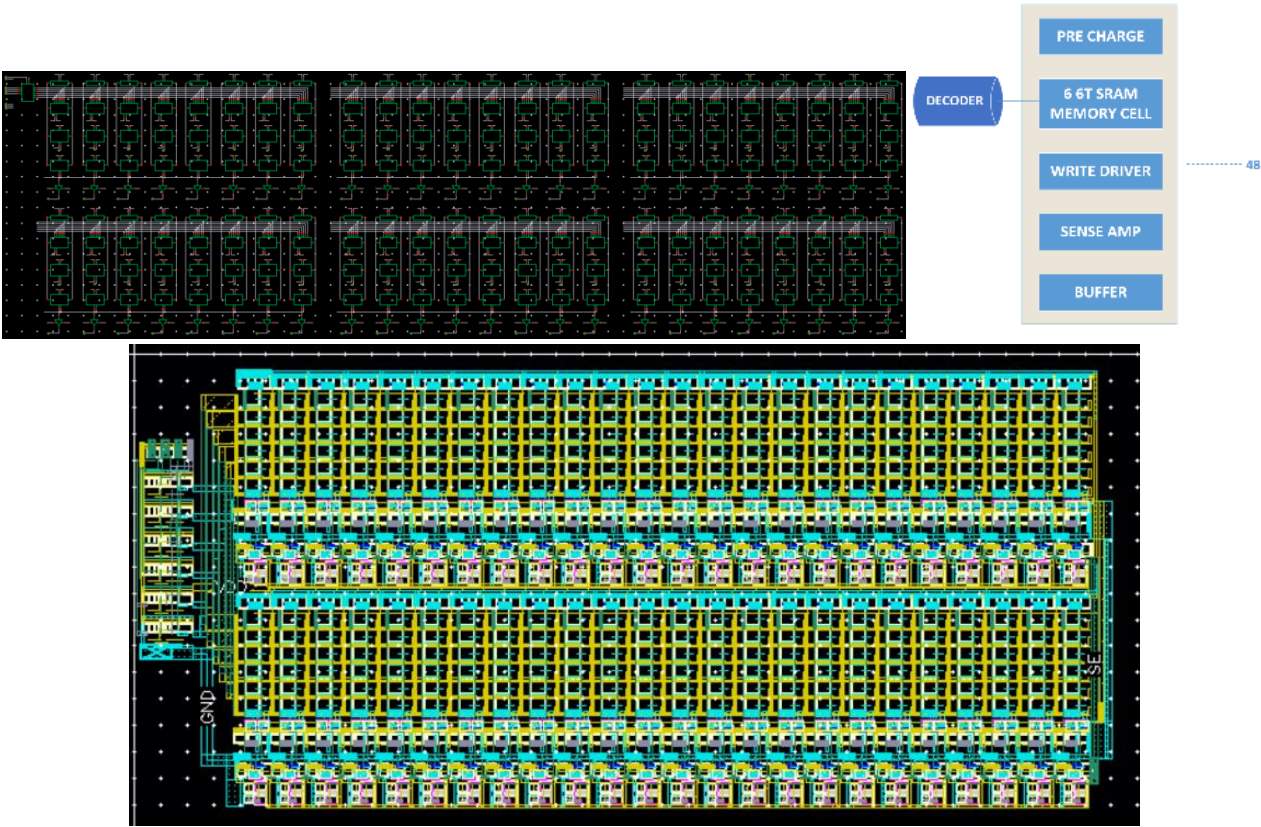 PRE CHARGE
DECODER
6 6T SRAM
MEMORY CELL
WRITE DRIVER
48
SENSE AMP
BUFFER
VDD
SE
GND